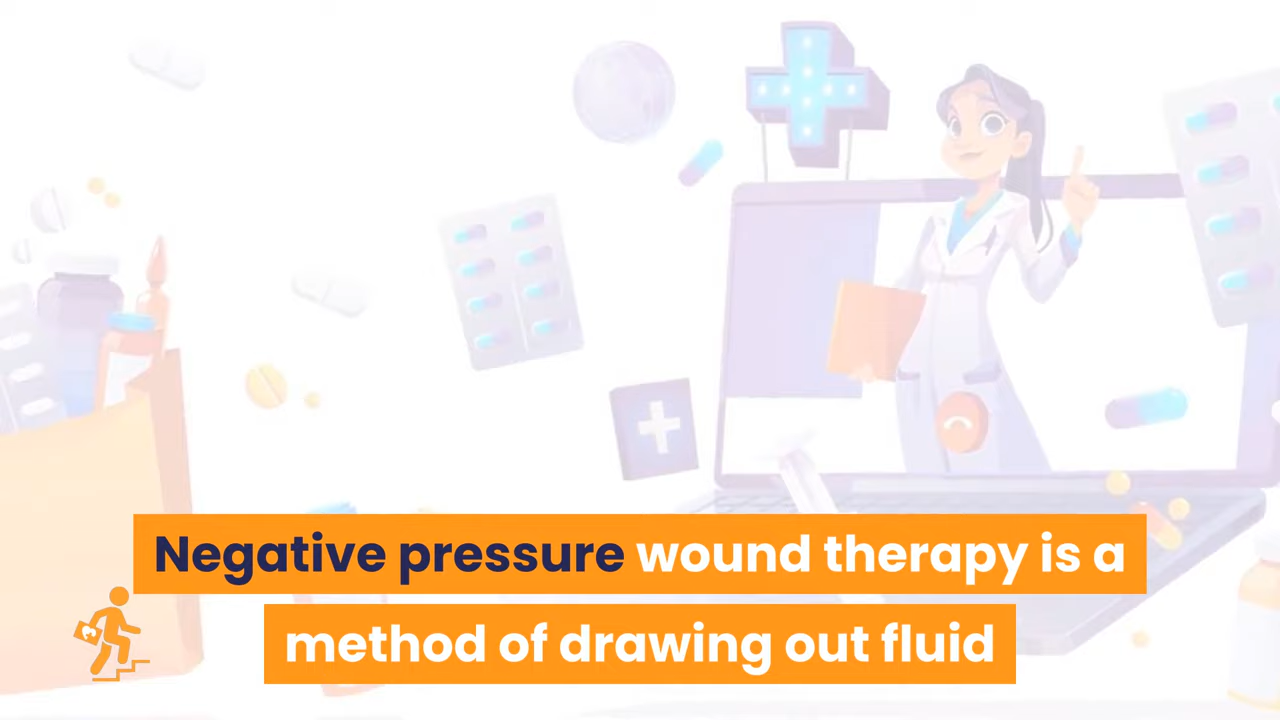 Negative pressure wound therapy is a
method of drawing out fluid